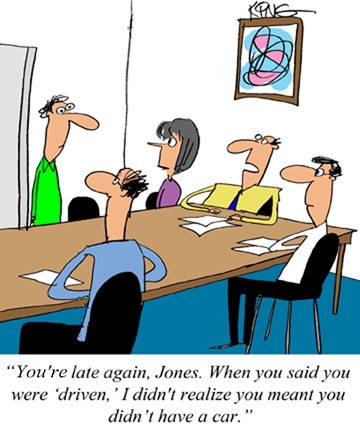 “You're late again, Jones. When you said you
were ‘driven,’ I didn't realize you meant you
didn’t have a car.”